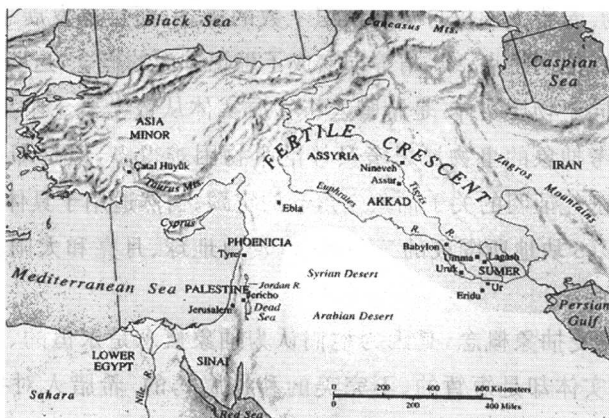 Black Sea
Caucasus Mts.
Caspian
Sea
ASIA
MINOR
FERTILE CRESCENT
ASSYRIA
IRAN
Çatal Hüyük
Nineveh
Assur
Zagros Mountains
Taurus Mts.
Tigris R.
AKKAD
Euphrates R.
Ebla
Cyprus
PHOENICIA
Babylon
Umma
Lagash
Tyre
Uruk
SUMER
Syrian Desert
Mediterranean Sea
Ur
Eridu
Jordan R.
PALESTINE
Jericho
Persian
Gulf
Jerusalem
Dead
Sea
Arabian Desert
LOWER
EGYPT
SINAI
Nile R.
Sahara
Red Sea
0
600 Kilometers
0
400 Miles